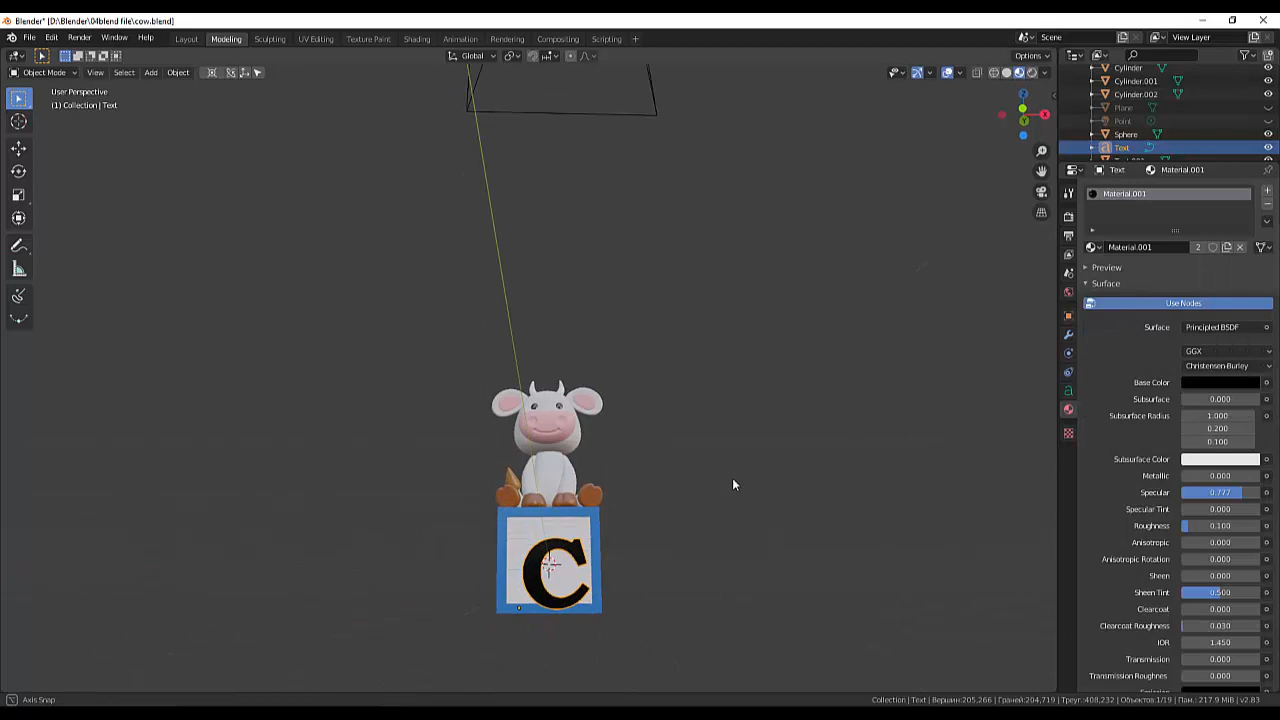 Blender* [D:\Blender\04blend file\cow.blend]
File Edit Render Window Help Layout Modeling Sculpting UV Editing Texture Paint Shading Animation Rendering Compositing Scripting + Scene View Layer
Global Options
Object Mode View Select Add Object
User Perspective
(1) Collection | Text
Cylinder
Cylinder.001
Cylinder.002
Plane
Point
Sphere
Text
Text Material.001
Material.001
Material.001 2
Preview
Surface
Use Nodes
Surface Principled BSDF
GGX
Christensen-Burley
Base Color
Subsurface 0.000
Subsurface Radius 1.000
0.200
0.100
Subsurface Color
Metallic 0.000
Specular 0.777
Specular Tint 0.000
Roughness 0.100
Anisotropic 0.000
Anisotropic Rotation 0.000
Sheen 0.000
Sheen Tint 0.500
Clearcoat 0.000
Clearcoat Roughness 0.030
IOR 1.450
Transmission 0.000
Transmission Roughnes 0.000
X
Z
Y
C
Axis Snap
Collection | Text | Вершин:205,266 | Граней:204,719 | Треуг.:408,232 | Объектов:1/19 | Пам.: 217.9 MiB | v2.83